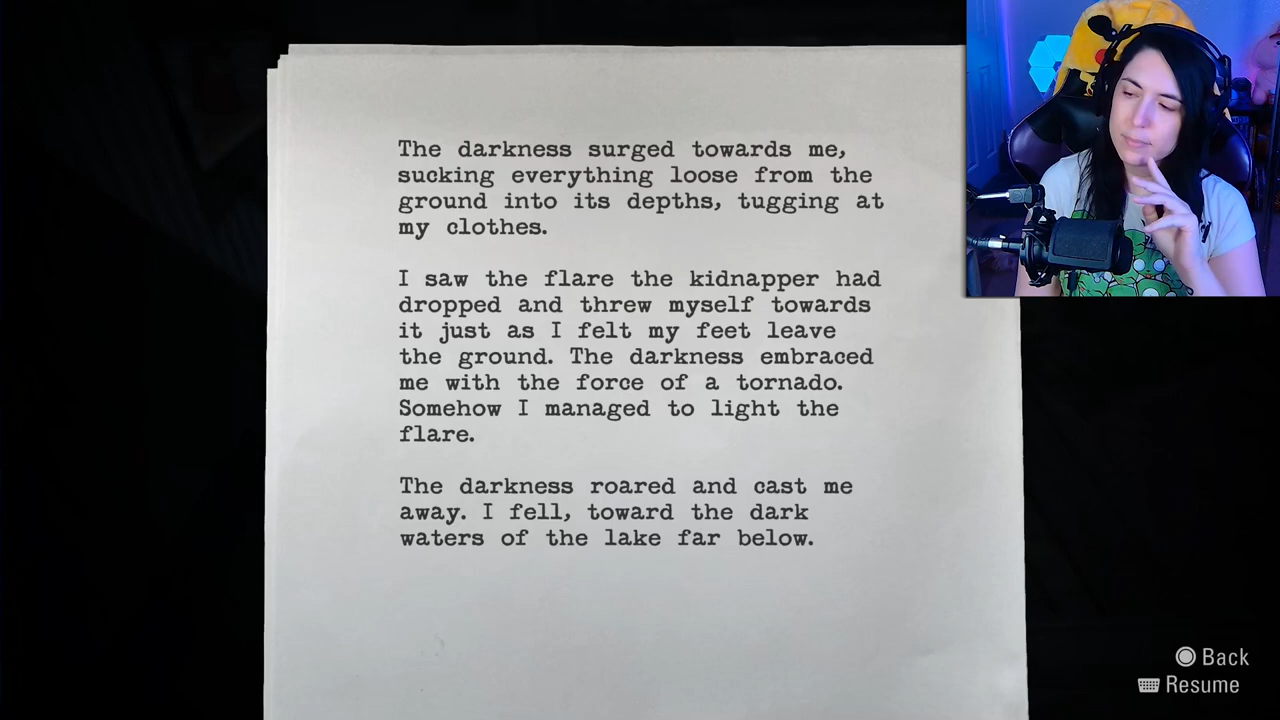 The darkness surged towards me,
sucking everything loose from the
ground into its depths, tugging at
my clothes.
I saw the flare the kidnapper had
dropped and threw myself towards
it just as I felt my feet leave
the ground. The darkness embraced
me with the force of a tornado.
Somehow I managed to light the
flare.
The darkness roared and cast me
away. I fell, toward the dark
waters of the lake far below.
Back
Resume